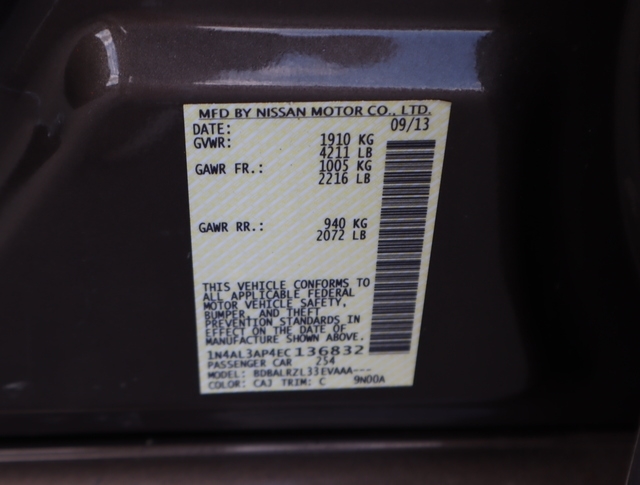 MFD BY NISSAN MOTOR CO., LTD.
DATE: 09/13
GVWR: 1910 KG
4211 LB
GAWR FR.: 1005 KG
2216 LB
GAWR RR.: 940 KG
2072 LB
THIS VEHICLE CONFORMS TO
ALL APPLICABLE FEDERAL
MOTOR VEHICLE SAFETY,
BUMPER, AND THEFT
PREVENTION STANDARDS IN
EFFECT ON THE DATE OF
MANUFACTURE SHOWN ABOVE.
1N4AL3AP4EC136832
PASSENGER CAR 254
MODEL: BDBALRZL33EVAAA---
COLOR: CAJ TRIM: C 9N00A